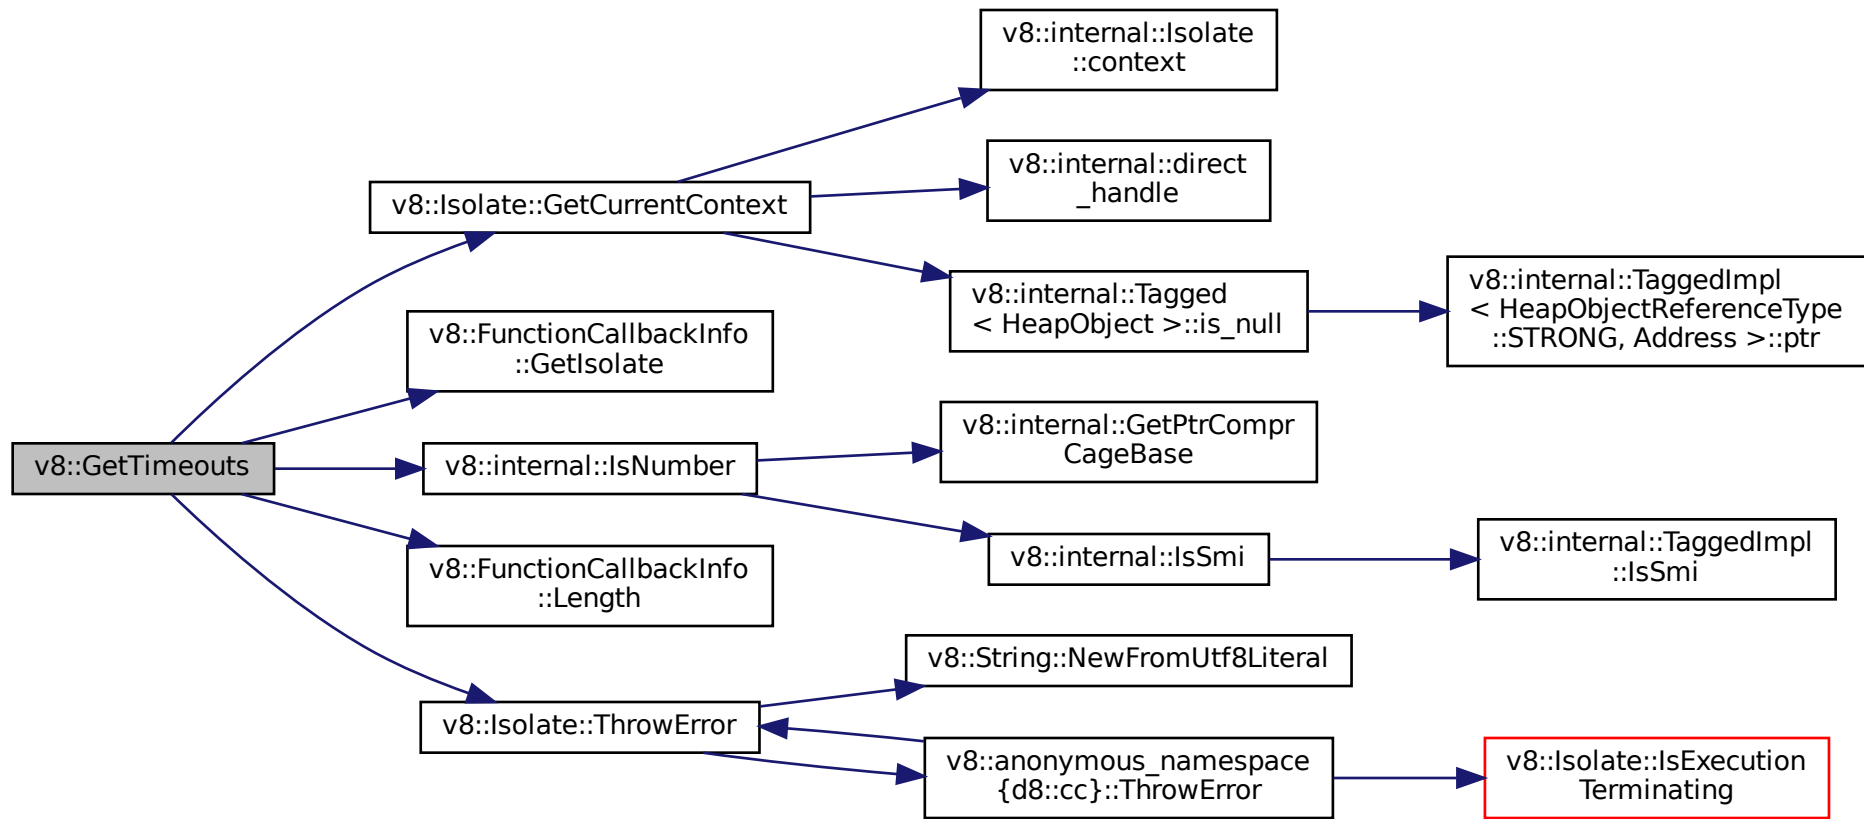 v8::GetTimeouts
v8::Isolate::GetCurrentContext
v8::internal::Isolate
::context
v8::internal::direct
_handle
v8::internal::Tagged
< HeapObject >::is_null
v8::internal::TaggedImpl
< HeapObjectReferenceType
::STRONG, Address >::ptr
v8::FunctionCallbackInfo
::GetIsolate
v8::internal::IsNumber
v8::internal::GetPtrCompr
CageBase
v8::internal::IsSmi
v8::internal::TaggedImpl
::IsSmi
v8::FunctionCallbackInfo
::Length
v8::Isolate::ThrowError
v8::String::NewFromUtf8Literal
v8::anonymous_namespace
{d8::cc}::ThrowError
v8::Isolate::IsExecution
Terminating